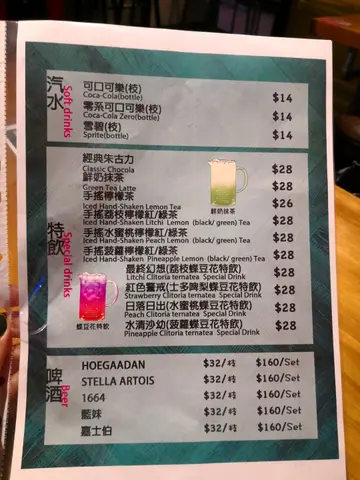 汽水
Soft drinks
可口可樂(枝)
Coca-Cola(bottle) $14
零系可口可樂(枝)
Coca-Cola Zero(bottle) $14
雪碧(枝)
Sprite(bottle) $14
特飲
Special drinks
經典朱古力
Classic Chocola $28
鮮奶抹茶
Green Tea Latte $28
手搖檸檬茶
Iced Hand-Shaken Lemon Tea $26
手搖荔枝檸檬紅/綠茶
Iced Hand-Shaken Litchi Lemon (black/ green) Tea $28
手搖水蜜桃檸檬紅/綠茶
Iced Hand-Shaken Peach Lemon (black/ green) Tea $28
手搖菠蘿檸檬紅/綠茶
Iced Hand-Shaken Pineapple Lemon (black/ green) Tea $28
最終幻想(荔枝蝶豆花特飲)
Litchi Clitoria ternatea Special Drink $28
紅色警戒(士多啤梨蝶豆花特飲)
Strawberry Clitoria ternatea Special Drink $28
日落日出(水蜜桃蝶豆花特飲)
Peach Clitoria ternatea Special Drink $28
水清沙幼(菠蘿蝶豆花特飲)
Pineapple Clitoria ternatea Special Drink $28
鮮奶抹茶
蝶豆花特飲
啤酒
Beer
HOEGAADAN $32/枝 $160/Set
STELLA ARTOIS $32/枝 $160/Set
1664 $32/枝 $160/Set
藍妹 $32/枝 $160/Set
嘉士伯 $32/枝 $160/Set